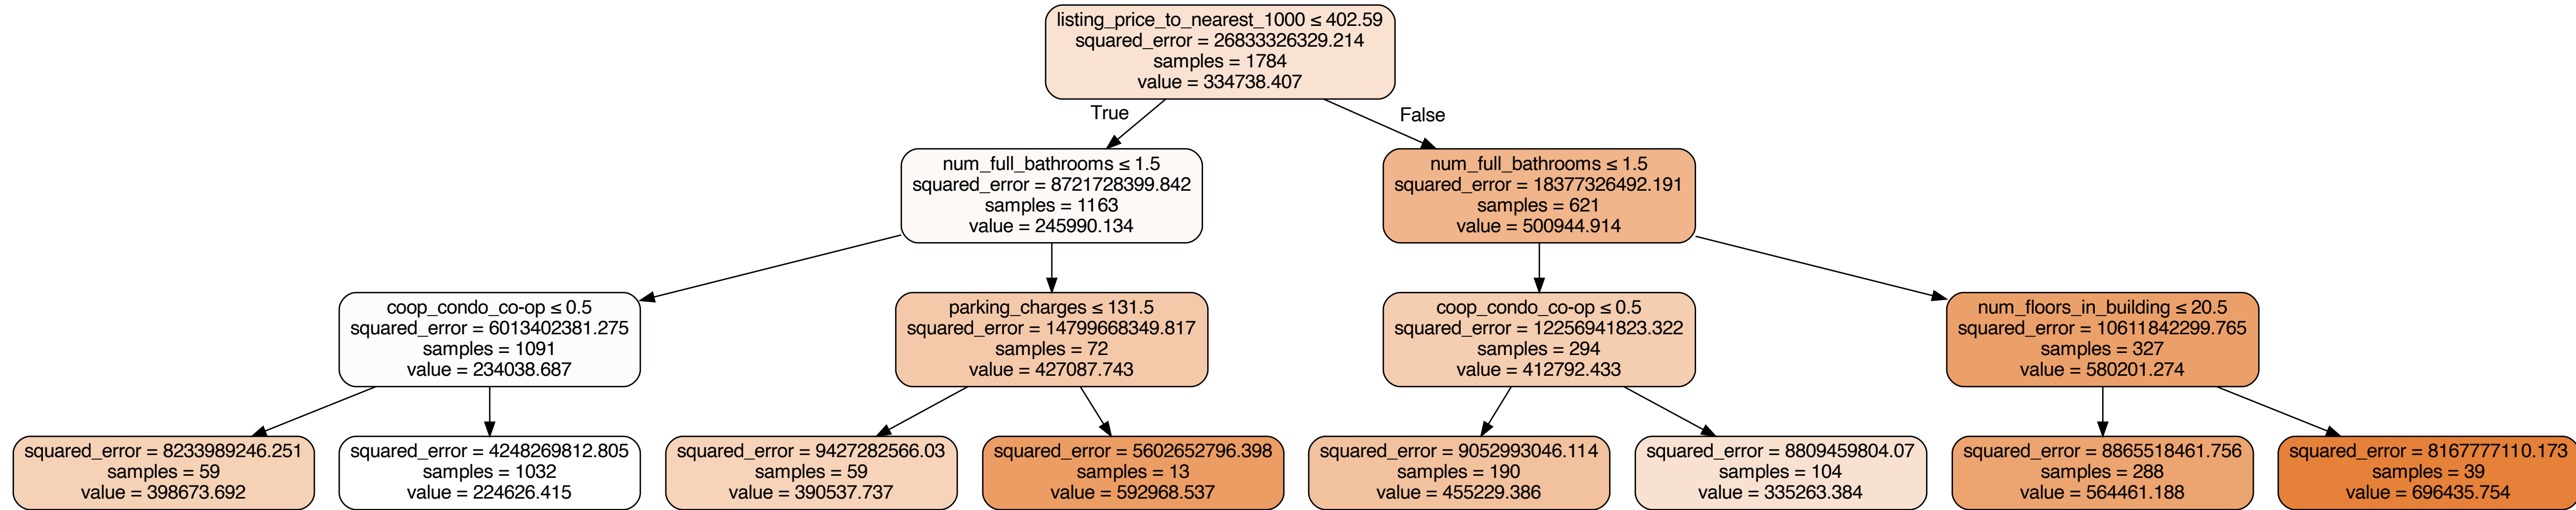 listing_price_to_nearest_1000 ≤ 402.59
squared_error = 26833326329.214
samples = 1784
value = 334738.407
True
False
num_full_bathrooms ≤ 1.5
squared_error = 8721728399.842
samples = 1163
value = 245990.134
num_full_bathrooms ≤ 1.5
squared_error = 18377326492.191
samples = 621
value = 500944.914
coop_condo_co-op ≤ 0.5
squared_error = 6013402381.275
samples = 1091
value = 234038.687
parking_charges ≤ 131.5
squared_error = 14799668349.817
samples = 72
value = 427087.743
coop_condo_co-op ≤ 0.5
squared_error = 12256941823.322
samples = 294
value = 412792.433
num_floors_in_building ≤ 20.5
squared_error = 10611842299.765
samples = 327
value = 580201.274
squared_error = 8233989246.251
samples = 59
value = 398673.692
squared_error = 4248269812.805
samples = 1032
value = 224626.415
squared_error = 9427282566.03
samples = 59
value = 390537.737
squared_error = 5602652796.398
samples = 13
value = 592968.537
squared_error = 9052993046.114
samples = 190
value = 455229.386
squared_error = 8809459804.07
samples = 104
value = 335263.384
squared_error = 8865518461.756
samples = 288
value = 564461.188
squared_error = 8167777110.173
samples = 39
value = 696435.754